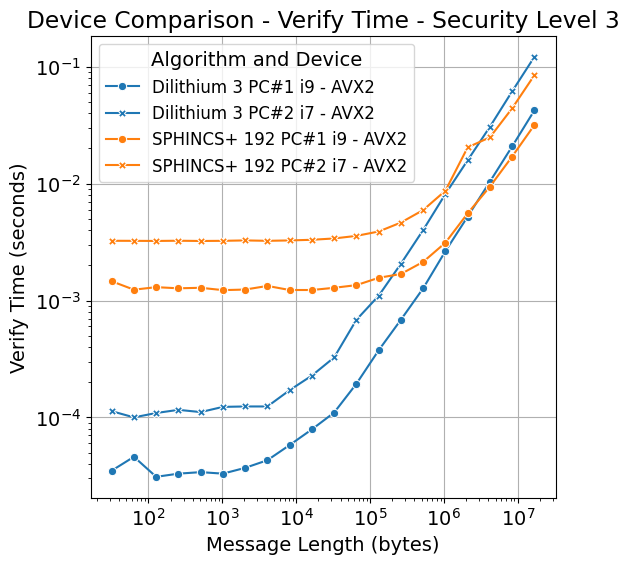 Device Comparison - Verify Time - Security Level 3
Algorithm and Device
Dilithium 3 PC#1 i9 - AVX2
Dilithium 3 PC#2 i7 - AVX2
SPHINCS+ 192 PC#1 i9 - AVX2
SPHINCS+ 192 PC#2 i7 - AVX2
Verify Time (seconds)
10⁻¹
10⁻²
10⁻³
10⁻⁴
10² 10³ 10⁴ 10⁵ 10⁶ 10⁷
Message Length (bytes)